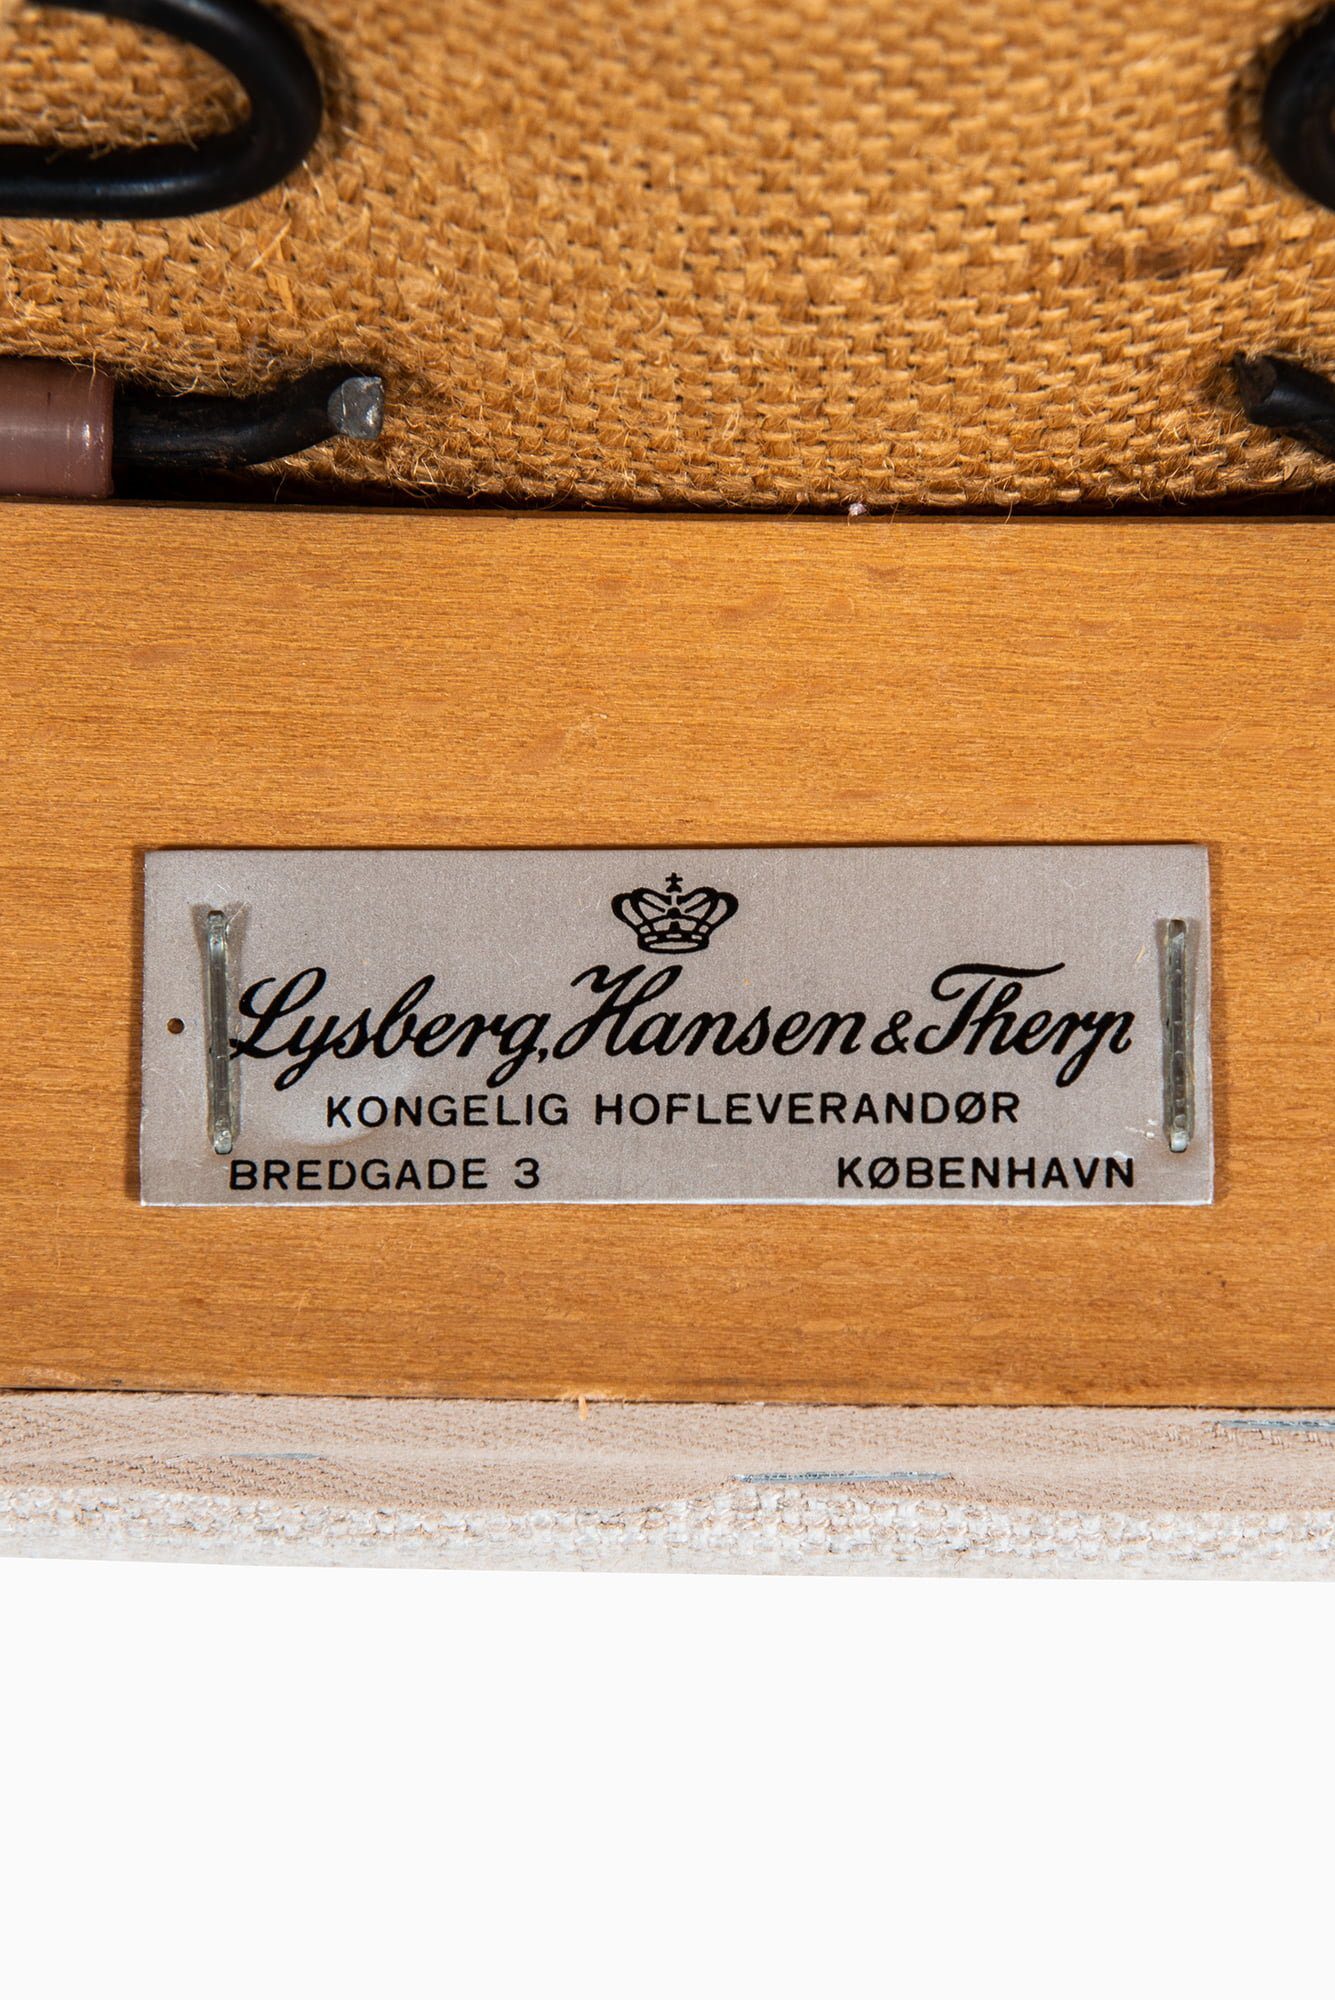 Lysberg, Hansen & Therp
KONGELIG HOFLEVERANDØR
BREDGADE 3 KØBENHAVN